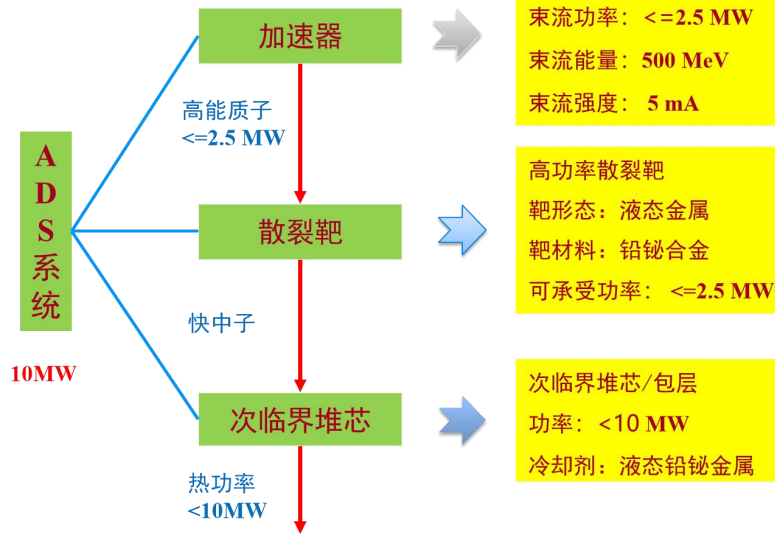 加速器
束流功率：<=2.5 MW
束流能量：500 MeV
束流强度：5 mA
高能质子
<=2.5 MW
ADS系统
10MW
散裂靶
高功率散裂靶
靶形态：液态金属
靶材料：铅铋合金
可承受功率：<=2.5 MW
快中子
次临界堆芯
次临界堆芯/包层
功率：<10 MW
冷却剂：液态铅铋金属
热功率
<10MW